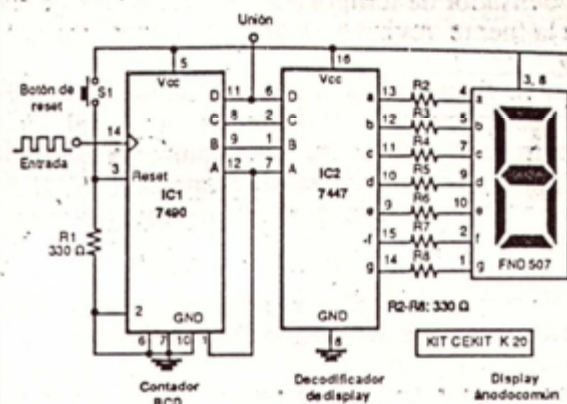 Unión
5
16
3, 8
Vcc
Vcc
Botón de reset
S1
D 11 6 D
C 8 2 C
B 9 1 B
A 12 7 A
14
Entrada
3
Reset
IC1
7490
IC2
7447
R1
330 Ω
2
GND
GND
6 7 10 1
8
a 13 R2 4 a
b 12 R3 5 b
c 11 R4 7 c
d 10 R5 9 d
e 9 R6 10 e
f 15 R7 2 f
g 14 R8 1 g
FND 507
R2-R8: 330 Ω
KIT CEKIT K 20
Contador
BCD
Decodificador
de display
Display
ánodocomún